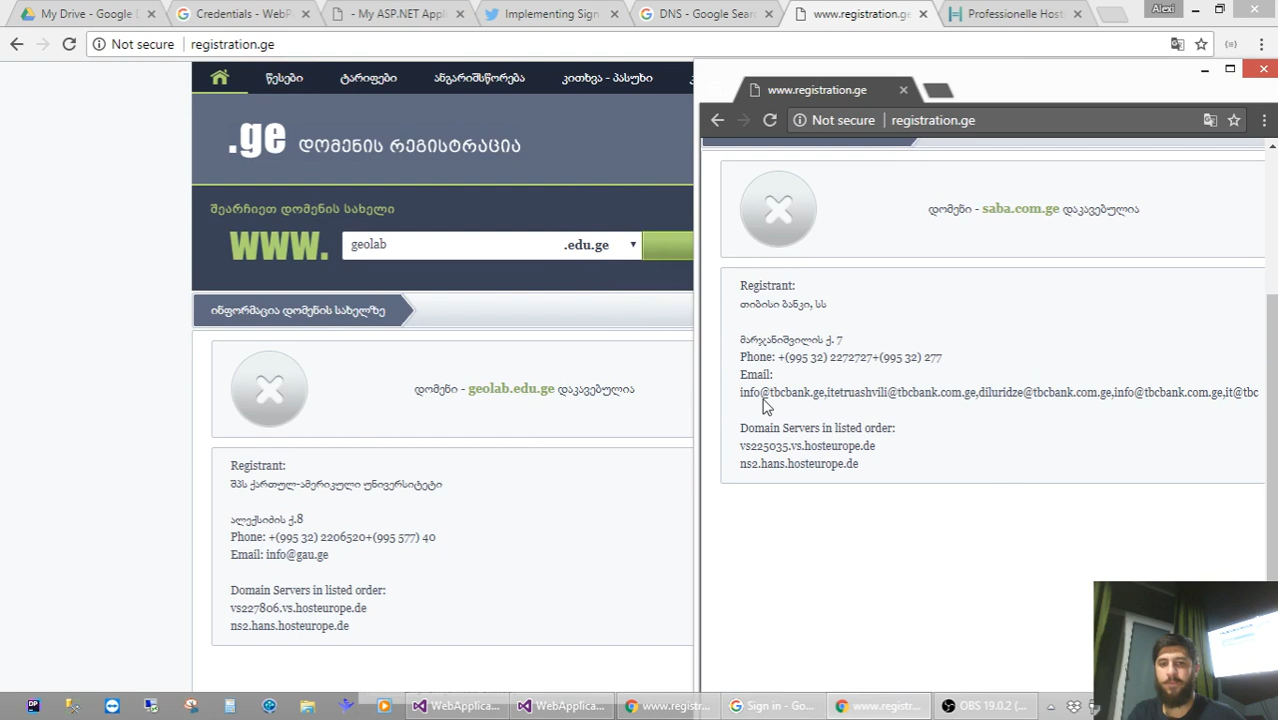 My Drive - Google D
Credentials - WebP
- My ASP.NET Appl
Implementing Sign
DNS - Google Sear
www.registration.ge
Professionelle Host
Alexi
Not secure
registration.ge
წესები
ტარიფები
ანგარიშსწორება
კითხვა - პასუხი
.ge დომენის რეგისტრაცია
შეარჩიეთ დომენის სახელი
WWW.
geolab
.edu.ge
ინფორმაცია დომენის სახელზე
დომენი - geolab.edu.ge დაკავებულია
Registrant:
შპს ქართულ-ამერიკული უნივერსიტეტი
ალექსიძის ქ.8
Phone: +(995 32) 2206520+(995 577) 40
Email: info@gau.ge
Domain Servers in listed order:
vs227806.vs.hosteurope.de
ns2.hans.hosteurope.de
www.registration.ge
Not secure
registration.ge
დომენი - saba.com.ge დაკავებულია
Registrant:
თიბისი ბანკი, სს
მარჯანიშვილის ქ. 7
Phone: +(995 32) 2272727+(995 32) 277
Email:
info@tbcbank.ge,itetruashvili@tbcbank.com.ge,diluridze@tbcbank.com.ge,info@tbcbank.com.ge,it@tbc
Domain Servers in listed order:
vs225035.vs.hosteurope.de
ns2.hans.hosteurope.de
DP
WebApplica...
WebApplica...
www.registr...
Sign in - Go...
www.registr...
OBS 19.0.2 (...